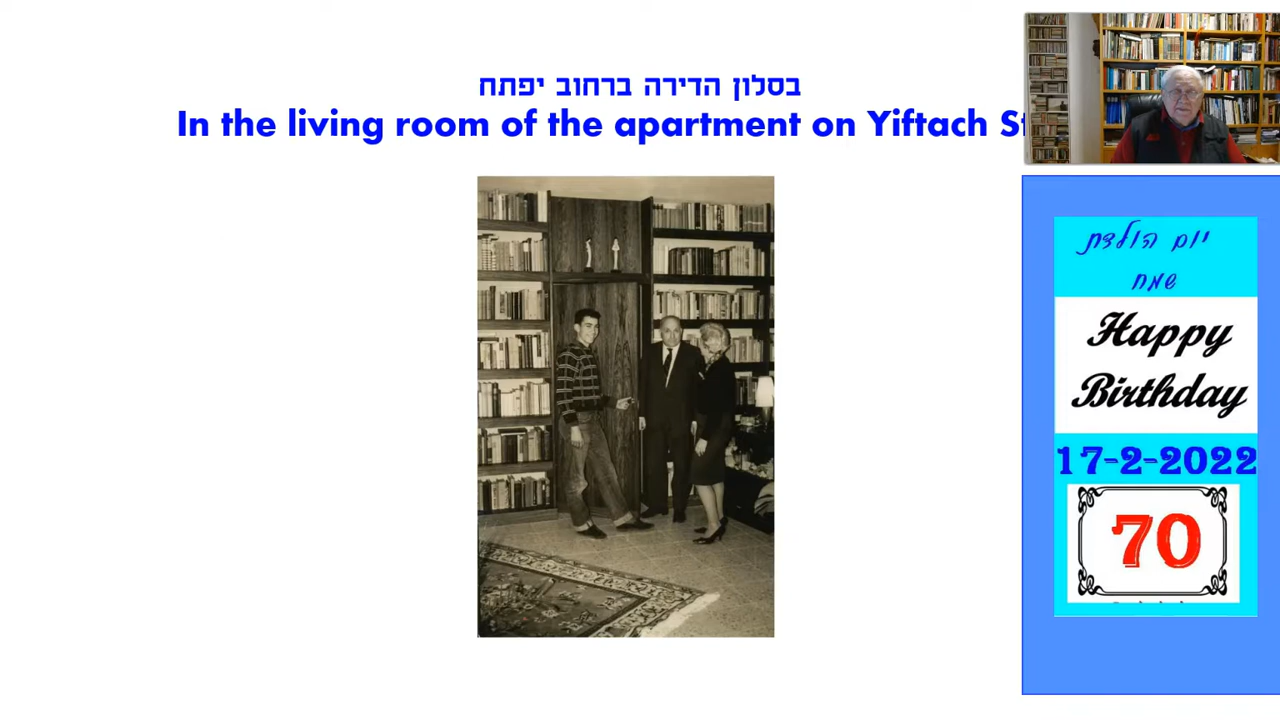 בסלון הדירה ברחוב יפתח
In the living room of the apartment on Yiftach
יום הולדת
שמח
Happy
Birthday
17-2-2022
70